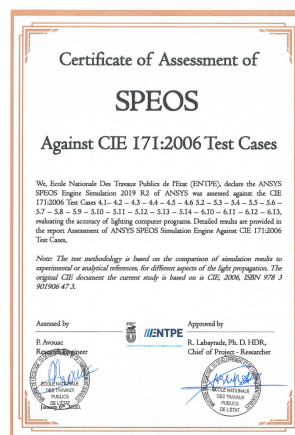 Certificate of Assessment of
SPEOS
Against CIE 171:2006 Test Cases
We, Ecole Nationale Des Travaux Publics de l'Etat (ENTPE), declare the ANSYS
SPEOS Engine Simulation 2019 R2 of ANSYS was assessed against the CIE
171:2006 Test Cases 4.1– 4.2 – 4.3 – 4.4 – 4.5 – 4.6 5.2 – 5.3 – 5.4 – 5.5 – 5.6 –
5.7 – 5.8 – 5.9 – 5.10 – 5.11 – 5.12 – 5.13 – 5.14 – 6.10 – 6.11 – 6.12 – 6.13,
evaluating the accuracy of lighting computer programs. Detailed results are provided in
the report Assessment of ANSYS SPEOS Simulation Engine Against CIE 171:2006
Test Cases,
Note: The test methodology is based on the comparison of simulation results to
experimental or analytical references, for different aspects of the light propagation. The
original CIE document the current study is based on is CIE, 2006, ISBN 978 3
901906 47 3.
Assessed by
Approved by
ENTPE
P. Avouac
R. Labayrade, Ph. D. HDR,
Research Engineer
Chief of Project - Researcher
ECOLE NATIONALE
DES TRAVAUX
PUBLICS
DE L'ÉTAT
January 6th, 2020,
ECOLE NATIONALE
DES TRAVAUX
PUBLICS
DE L'ÉTAT